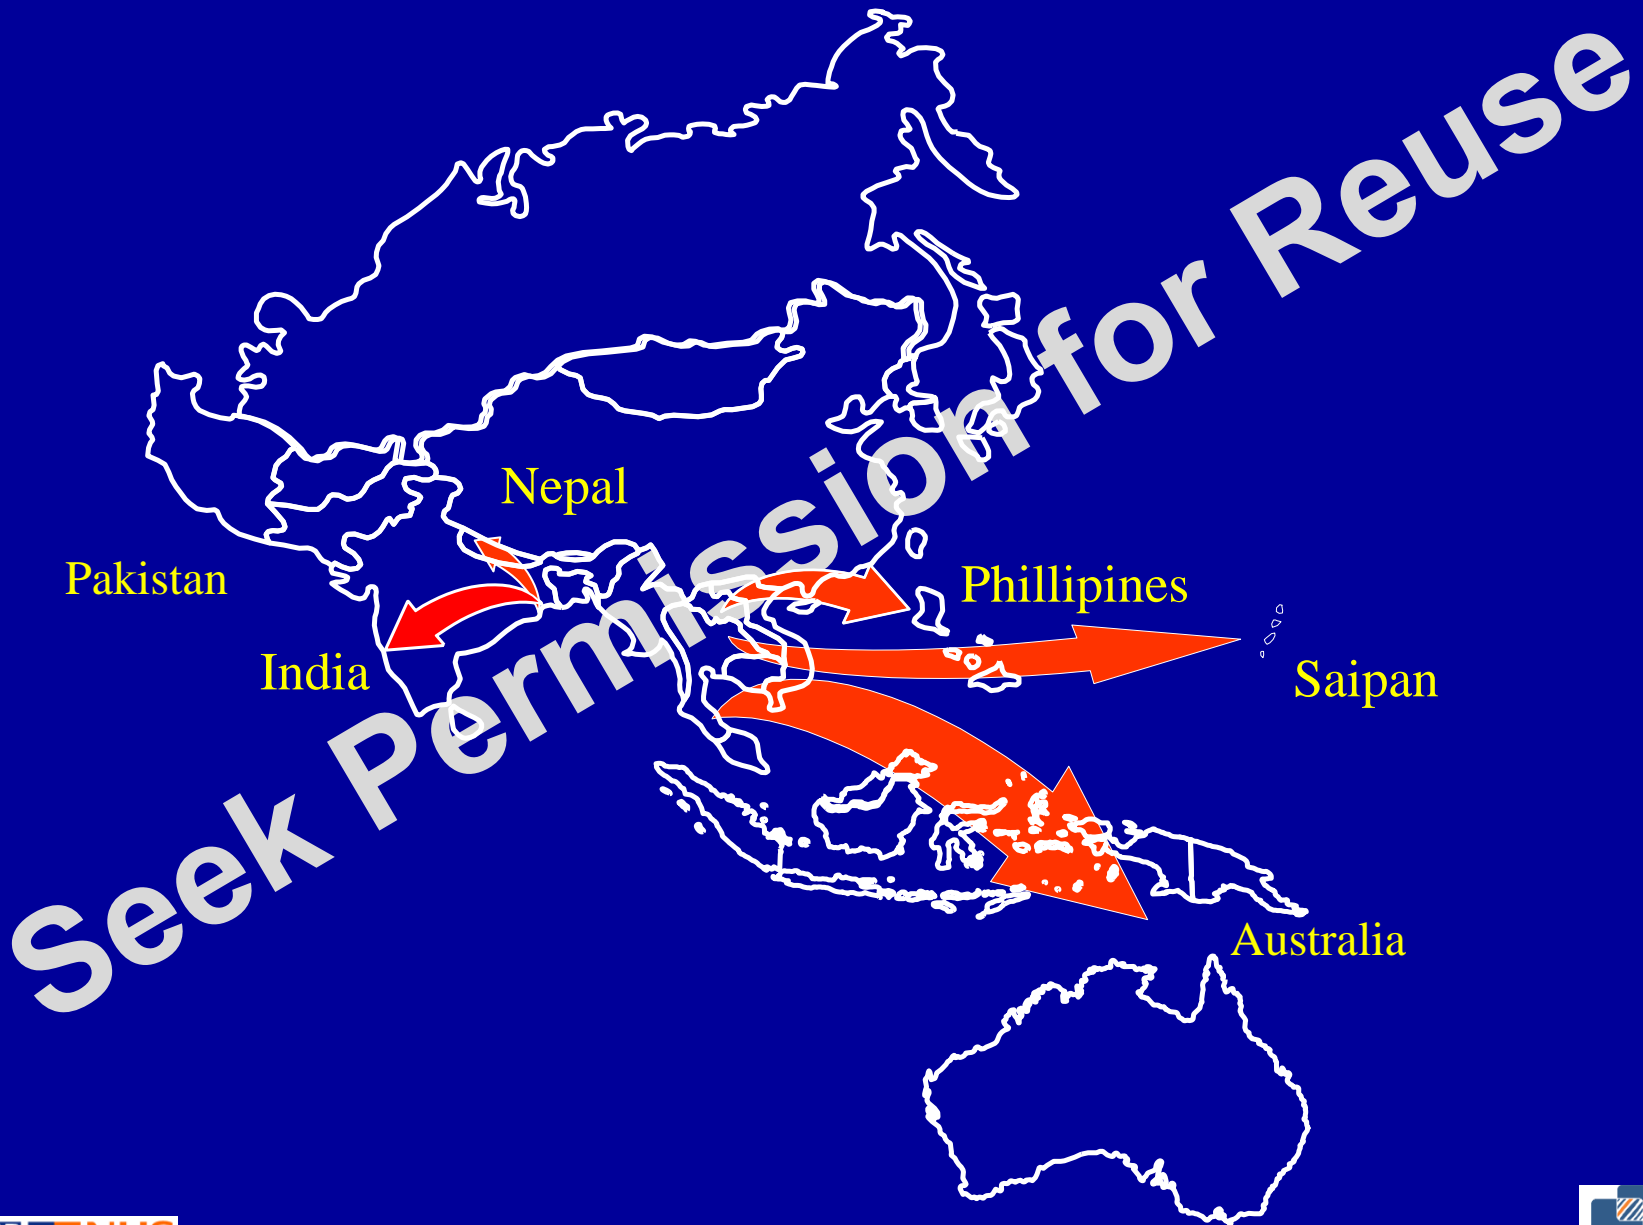 Seek Permission for Reuse
Nepal
Pakistan
Phillipines
India
Saipan
Australia